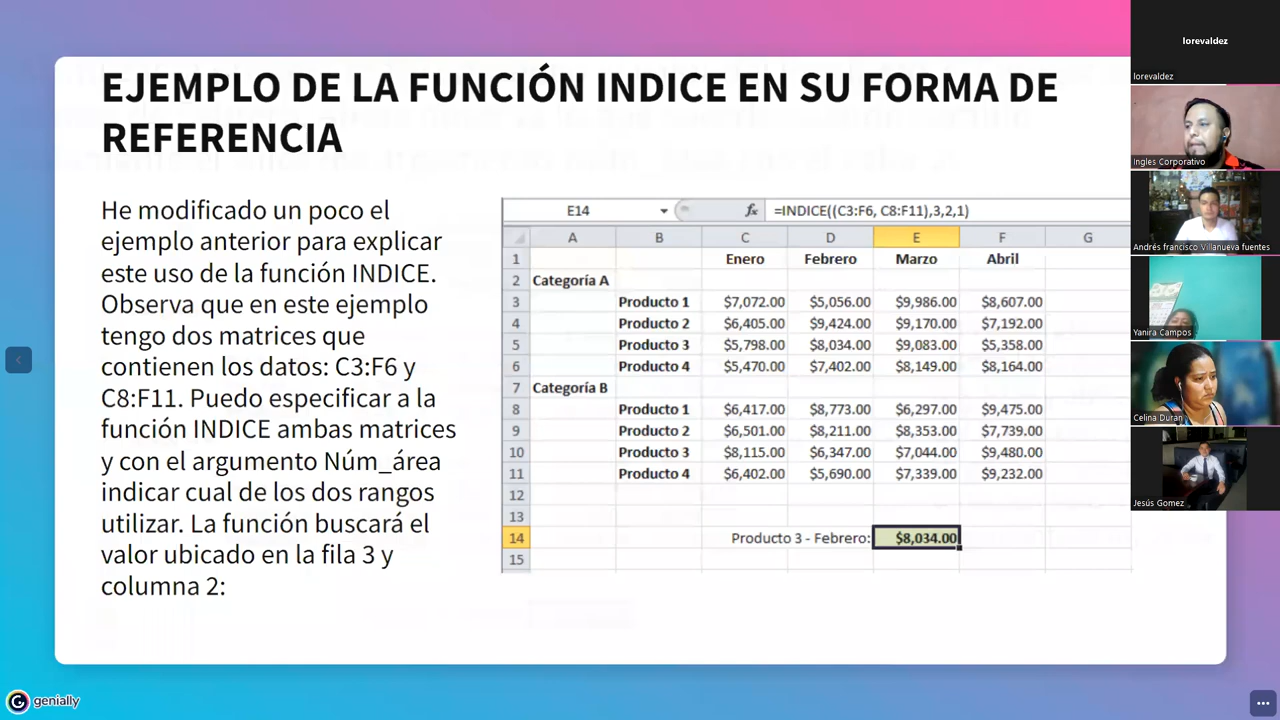 EJEMPLO DE LA FUNCIÓN INDICE EN SU FORMA DE
REFERENCIA
He modificado un poco el
ejemplo anterior para explicar
este uso de la función INDICE.
Observa que en este ejemplo
tengo dos matrices que
contienen los datos: C3:F6 y
C8:F11. Puedo especificar a la
función INDICE ambas matrices
y con el argumento Núm_área
indicar cual de los dos rangos
utilizar. La función buscará el
valor ubicado en la fila 3 y
columna 2:
E14 fx =INDICE((C3:F6, C8:F11),3,2,1)
A B C D E F G
1 Enero Febrero Marzo Abril
2 Categoría A
3 Producto 1 $7,072.00 $5,056.00 $9,986.00 $8,607.00
4 Producto 2 $6,405.00 $9,424.00 $9,170.00 $7,192.00
5 Producto 3 $5,798.00 $8,034.00 $9,083.00 $5,358.00
6 Producto 4 $5,470.00 $7,402.00 $8,149.00 $8,164.00
7 Categoría B
8 Producto 1 $6,417.00 $8,773.00 $6,297.00 $9,475.00
9 Producto 2 $6,501.00 $8,211.00 $8,353.00 $7,739.00
10 Producto 3 $8,115.00 $6,347.00 $7,044.00 $9,480.00
11 Producto 4 $6,402.00 $5,690.00 $7,339.00 $9,232.00
12
13
14 Producto 3 - Febrero: $8,034.00
15
genially
lorevaldez
lorevaldez
Ingles Corporativo
Andrés francisco Villanueva fuentes
Yanira Campos
Celina Duran
Jesús Gomez